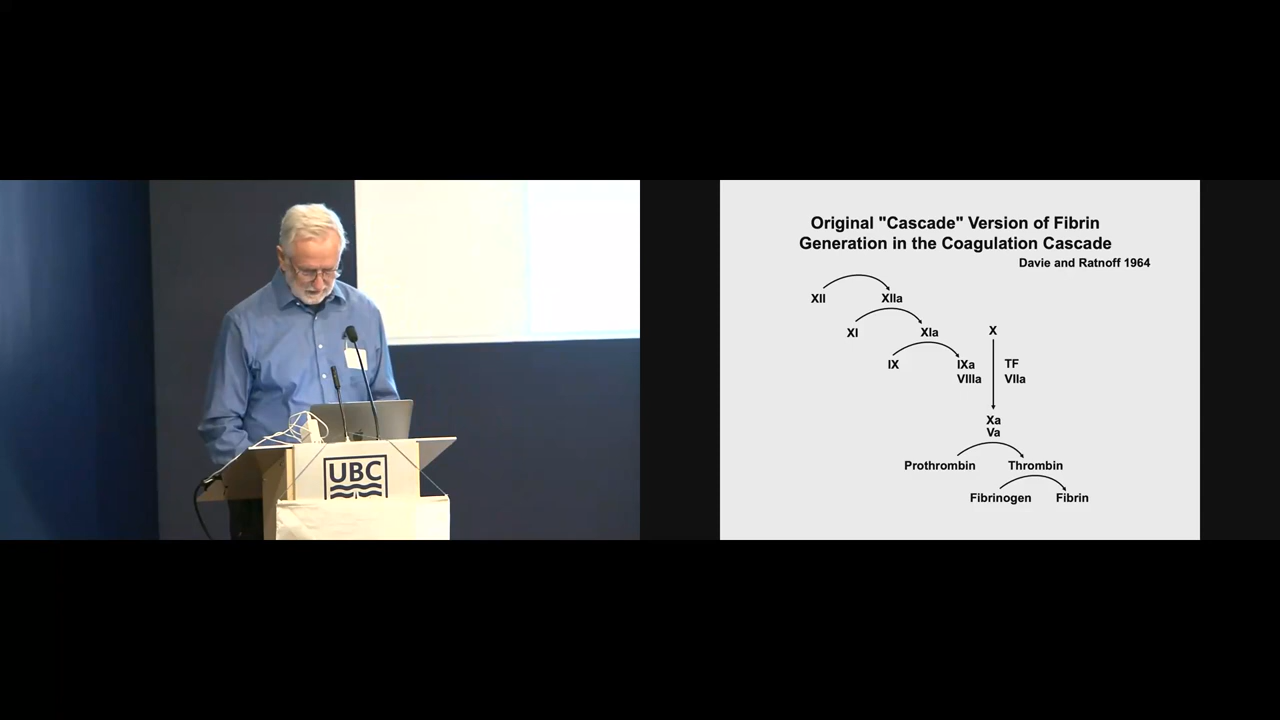 UBC
Original "Cascade" Version of Fibrin
Generation in the Coagulation Cascade
Davie and Ratnoff 1964
XII
XIIa
XI
XIa
X
IX
IXa
TF
VIIIa
VIIa
Xa
Va
Prothrombin
Thrombin
Fibrinogen
Fibrin